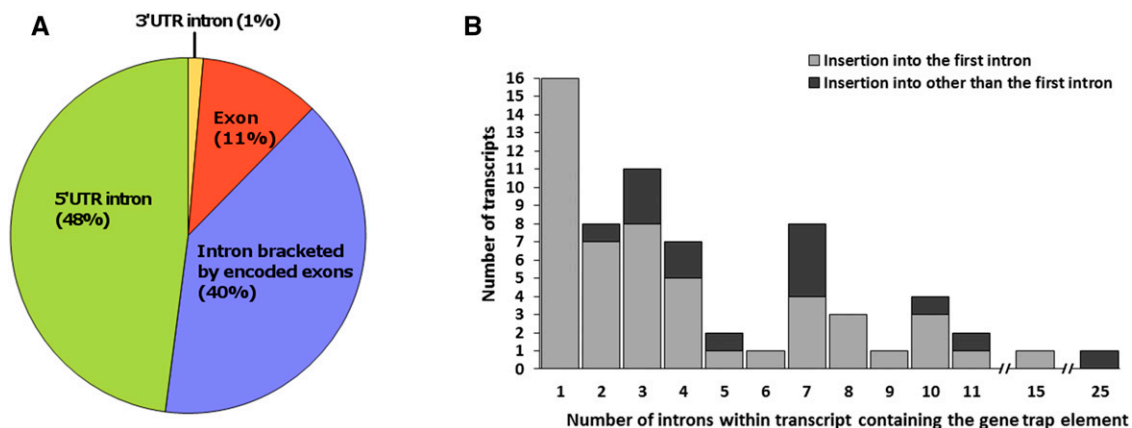 A
3'UTR intron (1%)
Exon
(11%)
5'UTR intron
(48%)
Intron bracketed
by encoded exons
(40%)
B
Insertion into the first intron
Insertion into other than the first intron
Number of transcripts
16
15
14
13
12
11
10
9
8
7
6
5
4
3
2
1
0
1 2 3 4 5 6 7 8 9 10 11 15 25
Number of introns within transcript containing the gene trap element